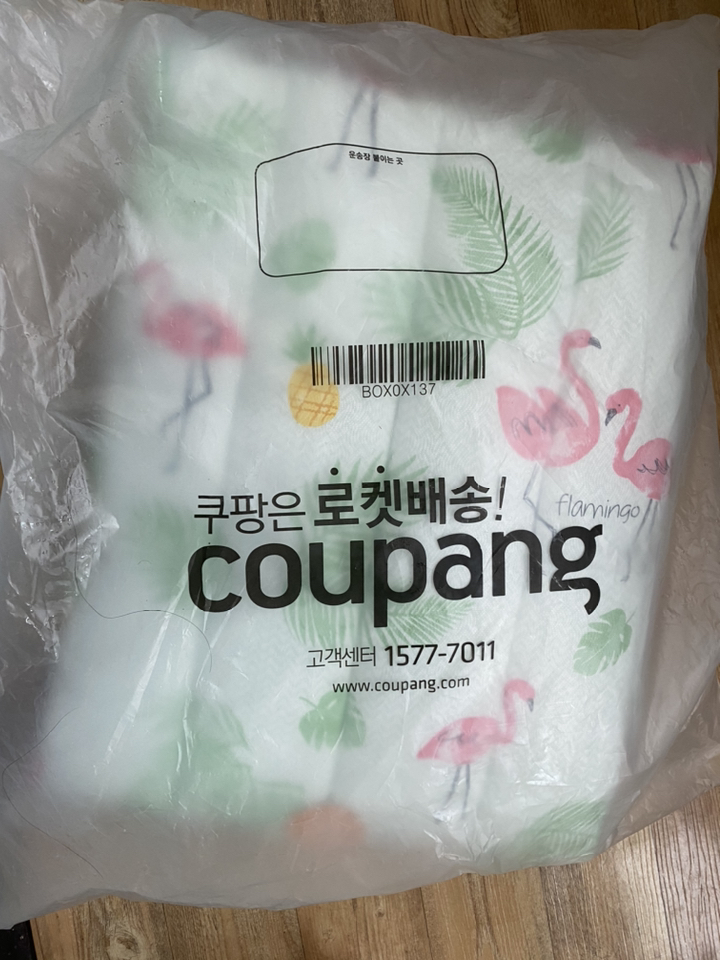 운송장 붙이는 곳
BOX0X137
쿠팡은 로켓배송!
coupang
flamingo
고객센터 1577-7011
www.coupang.com